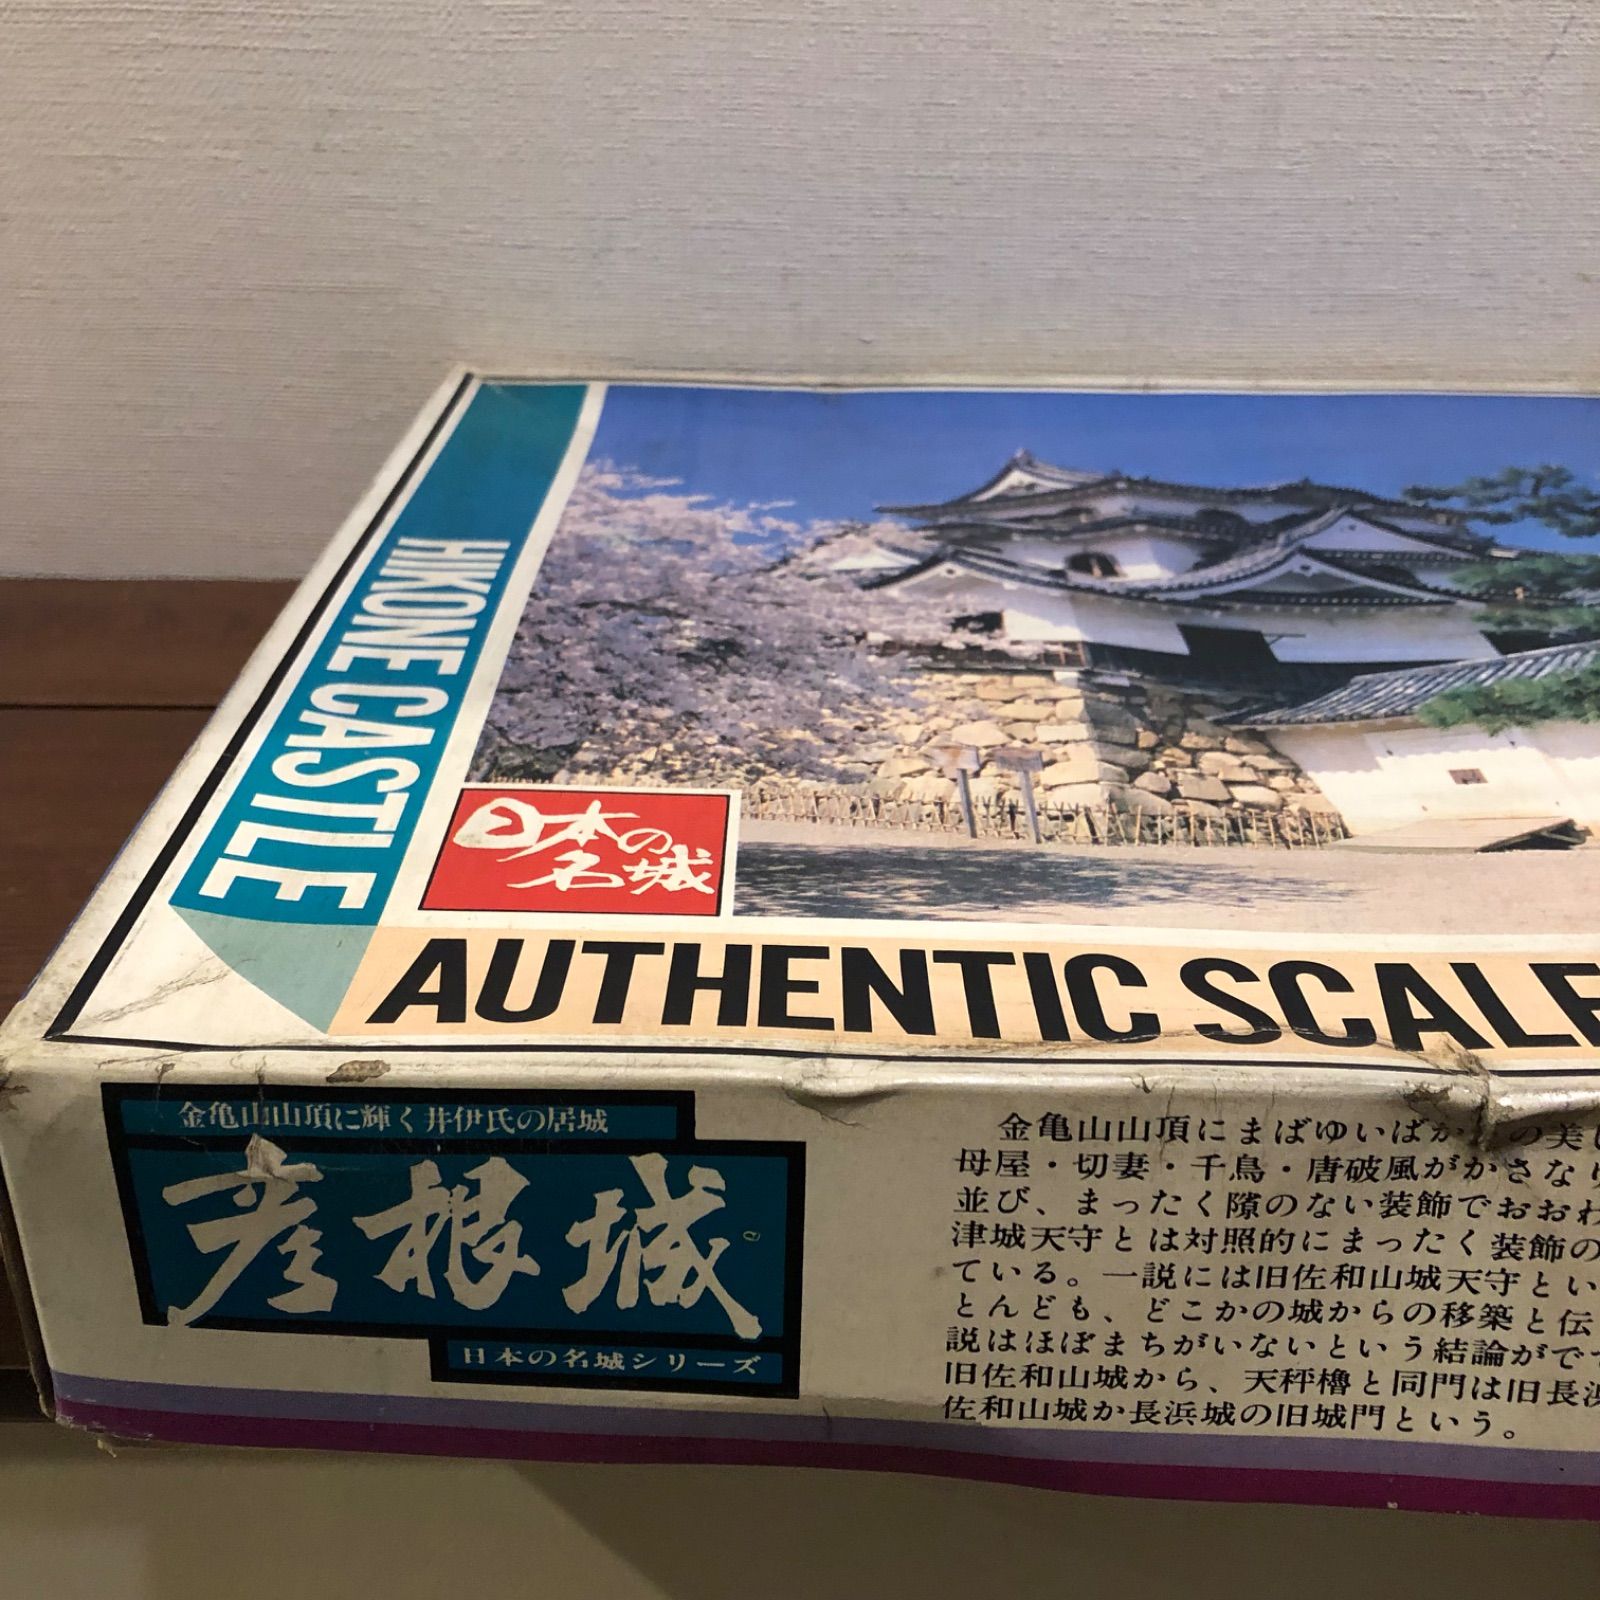 HIKONE CASTLE
日本の
名城
AUTHENTIC SCALE
金亀山山頂に輝く井伊氏の居城
彦根城
日本の名城シリーズ
金亀山山頂にまばゆいばか の美し
母屋・切妻・千鳥・唐破風がかさなり
並び、まったく隙のない装飾でおおわ
津城天守とは対照的にまったく装飾の
ている。一説には旧佐和山城天守とい
とんども、どこかの城からの移築と伝
説はほぼまちがいないという結論がで
旧佐和山城から、天秤櫓と同門は旧長浜
佐和山城か長浜城の旧城門という。